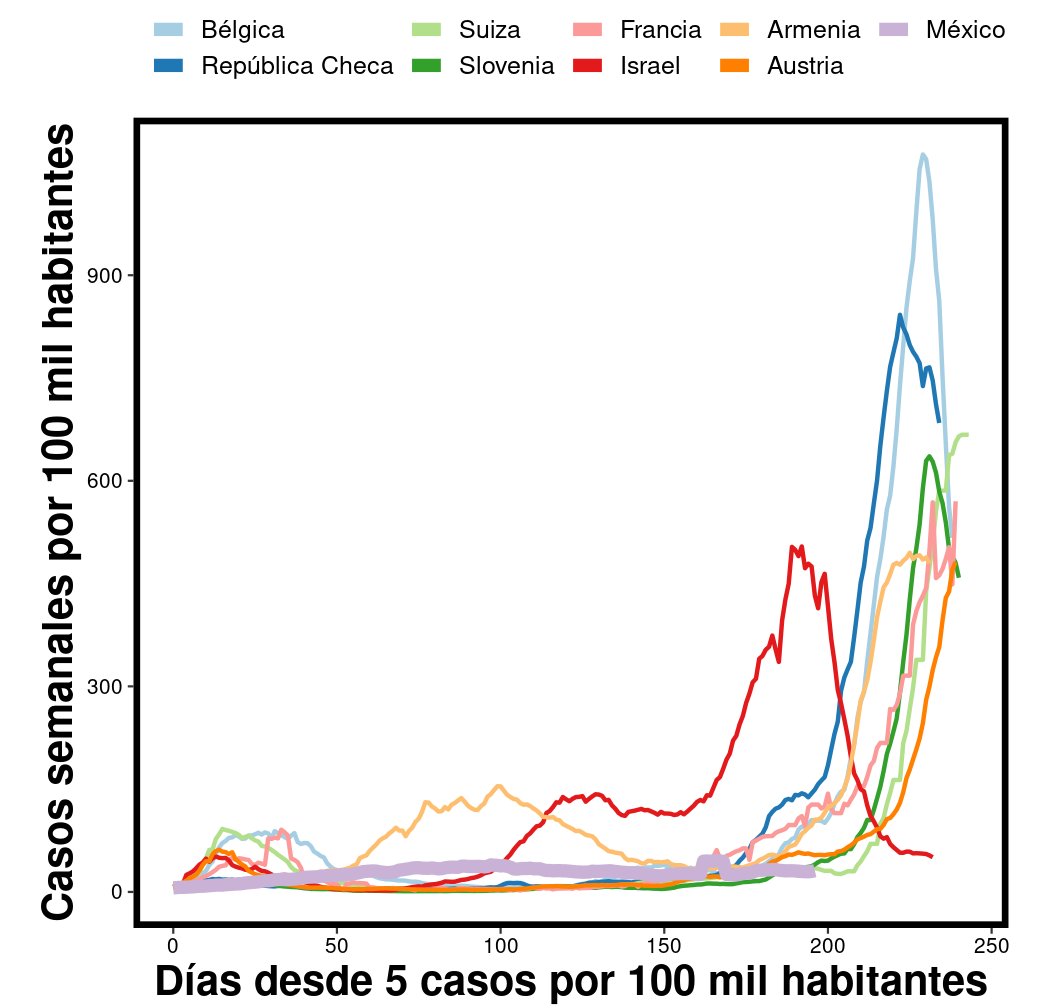 Bélgica Suiza Francia Armenia México
República Checa Slovenia Israel Austria
Casos semanales por 100 mil habitantes
900
600
300
0
0 50 100 150 200 250
Días desde 5 casos por 100 mil habitantes